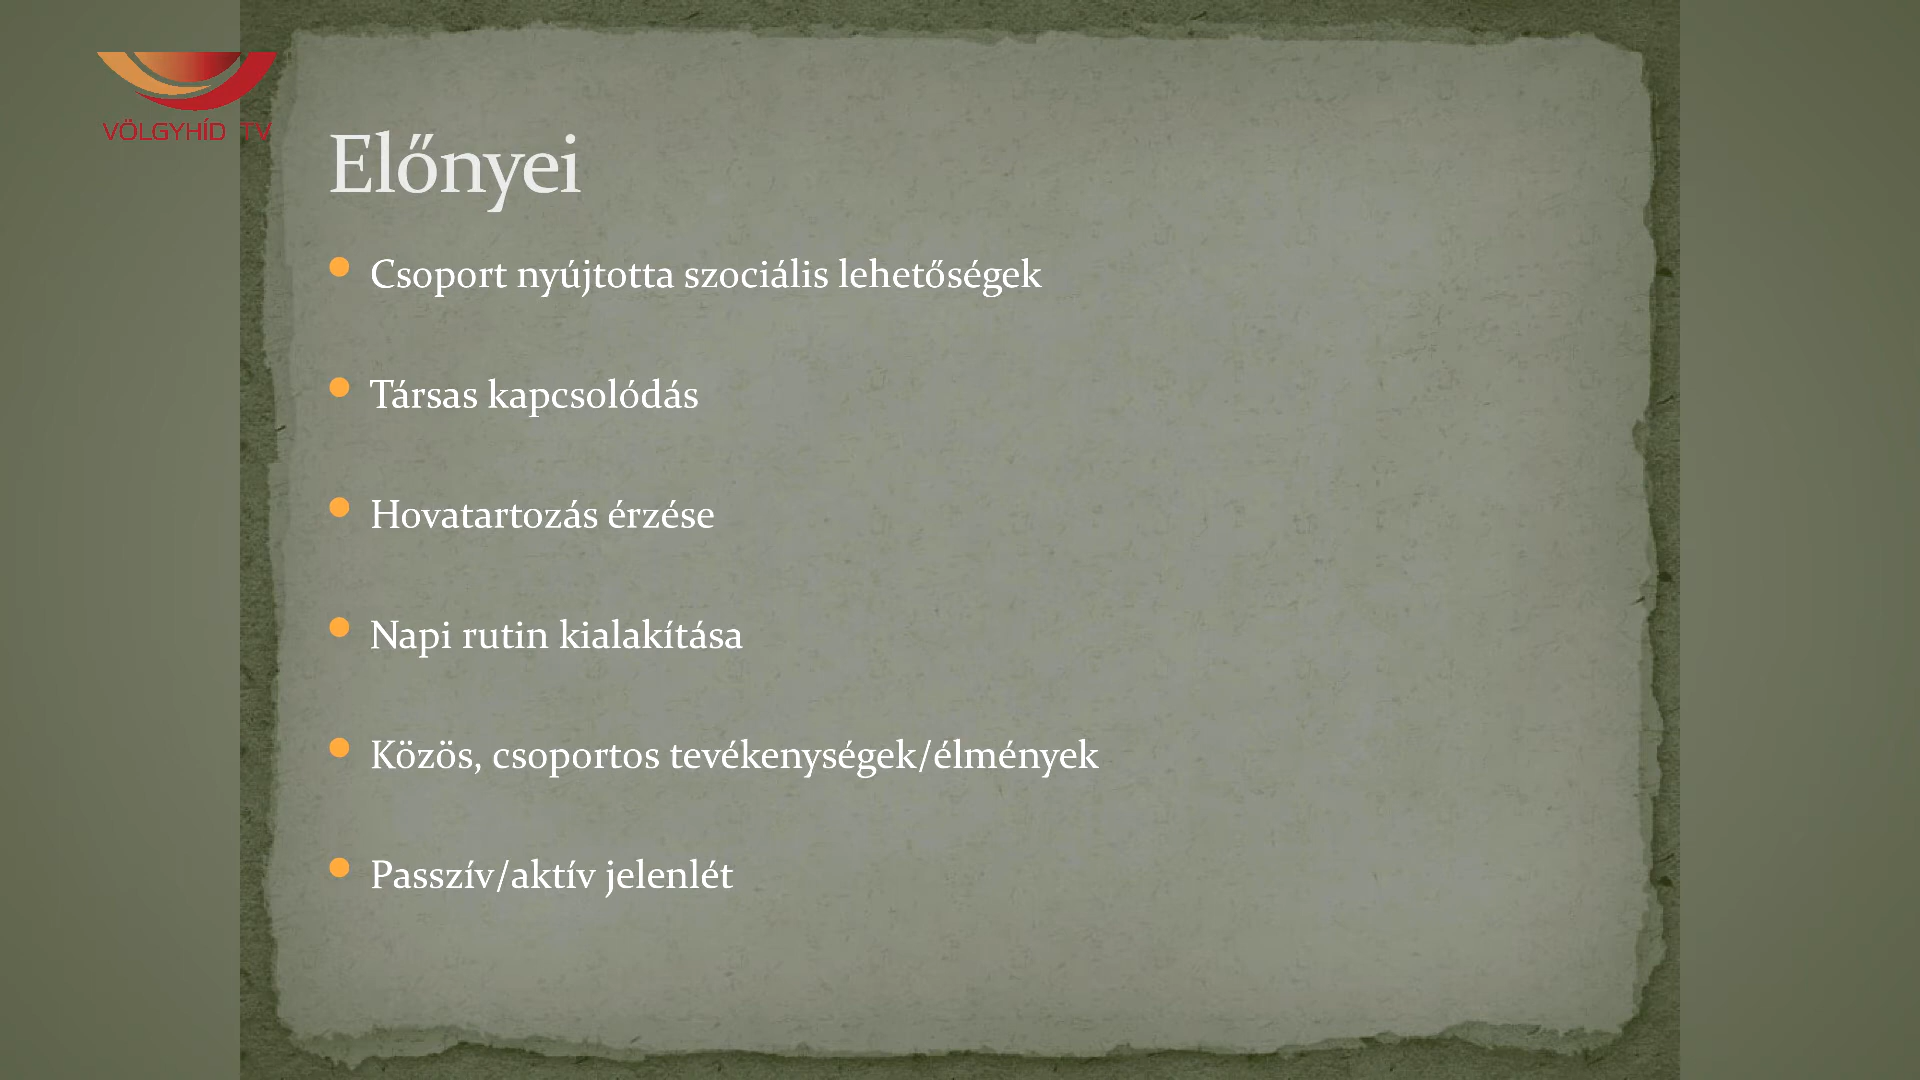 VÖLGYHÍD TV
Előnyei
Csoport nyújtotta szociális lehetőségek
Társas kapcsolódás
Hovatartozás érzése
Napi rutin kialakítása
Közös, csoportos tevékenységek/élmények
Passzív/aktív jelenlét